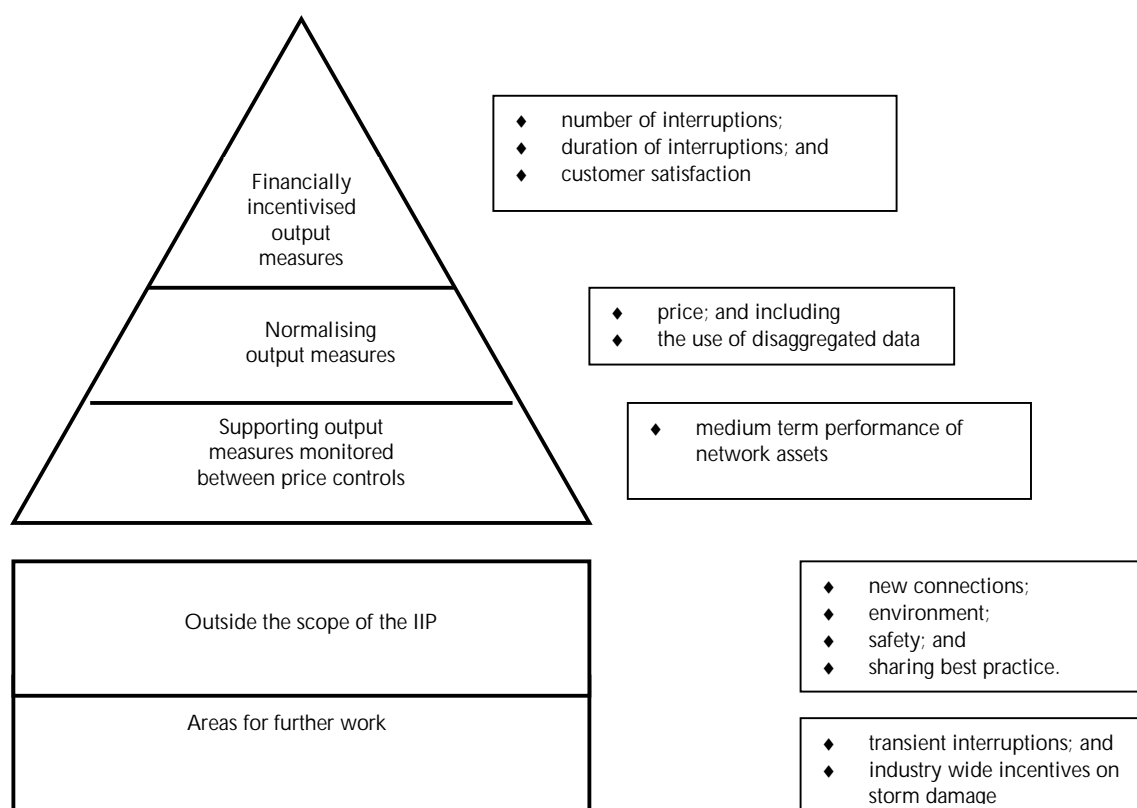 Financially
incentivised
output
measures
♦ number of interruptions;
♦ duration of interruptions; and
♦ customer satisfaction
Normalising
output measures
♦ price; and including
♦ the use of disaggregated data
Supporting output
measures monitored
between price controls
♦ medium term performance of
network assets
Outside the scope of the IIP
♦ new connections;
♦ environment;
♦ safety; and
♦ sharing best practice.
Areas for further work
♦ transient interruptions; and
♦ industry wide incentives on
storm damage